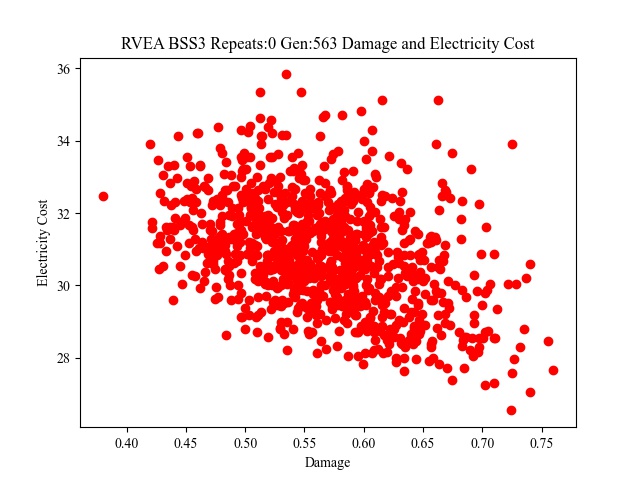 RVEA BSS3 Repeats:0 Gen:563 Damage and Electricity Cost
36
34
32
30
28
Electricity Cost
0.40 0.45 0.50 0.55 0.60 0.65 0.70 0.75
Damage